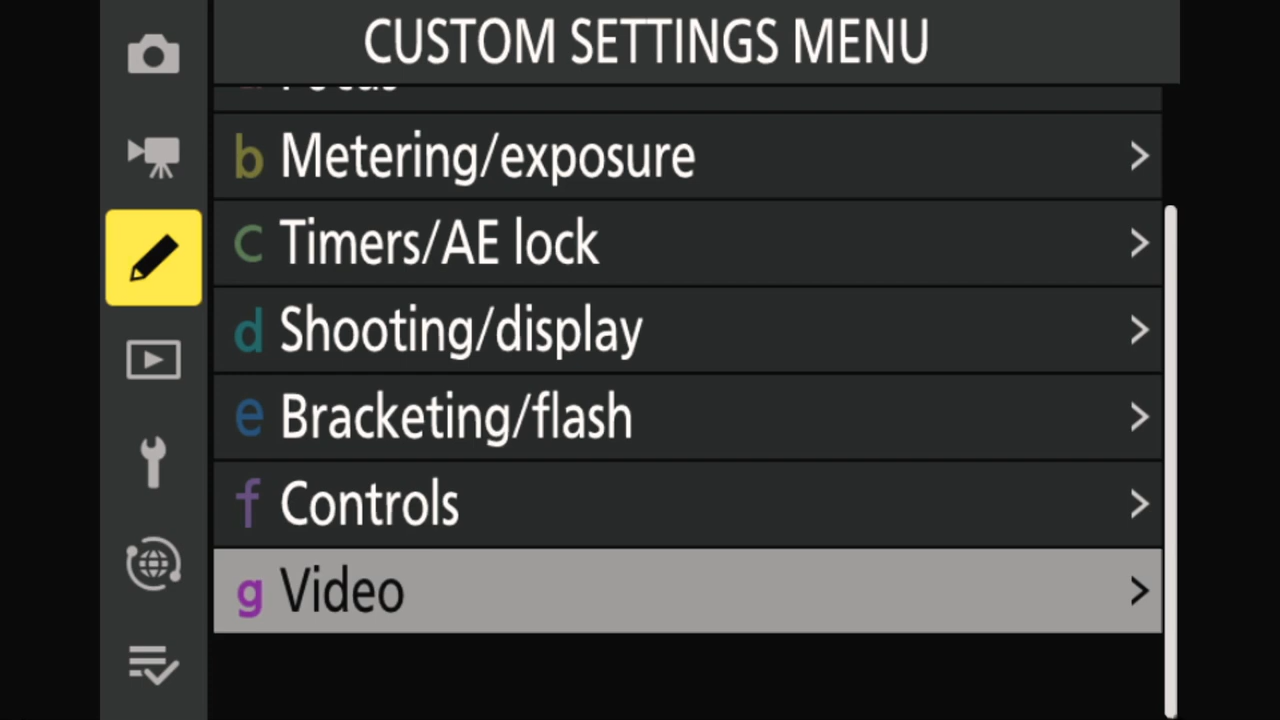 CUSTOM SETTINGS MENU
b Metering/exposure >
c Timers/AE lock >
d Shooting/display >
e Bracketing/flash >
f Controls >
g Video >